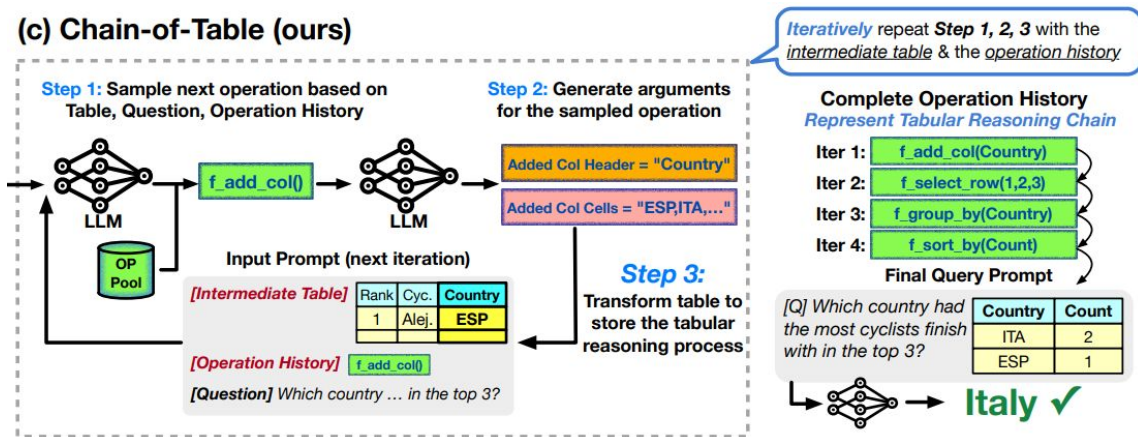 (c) Chain-of-Table (ours)
Step 1: Sample next operation based on
Table, Question, Operation History
Step 2: Generate arguments
for the sampled operation
LLM
OP
Pool
f_add_col()
LLM
Added Col Header = "Country"
Added Col Cells = "ESP,ITA,..."
Step 3:
Transform table to
store the tabular
reasoning process
Input Prompt (next iteration)
[Intermediate Table]
Rank Cyc. Country
1 Alej. ESP
[Operation History] f_add_col()
[Question] Which country ... in the top 3?
Iteratively repeat Step 1, 2, 3 with the
intermediate table & the operation history
Complete Operation History
Represent Tabular Reasoning Chain
Iter 1: f_add_col(Country)
Iter 2: f_select_row(1,2,3)
Iter 3: f_group_by(Country)
Iter 4: f_sort_by(Count)
Final Query Prompt
[Q] Which country had
the most cyclists finish
with in the top 3?
Country Count
ITA 2
ESP 1
Italy ✓